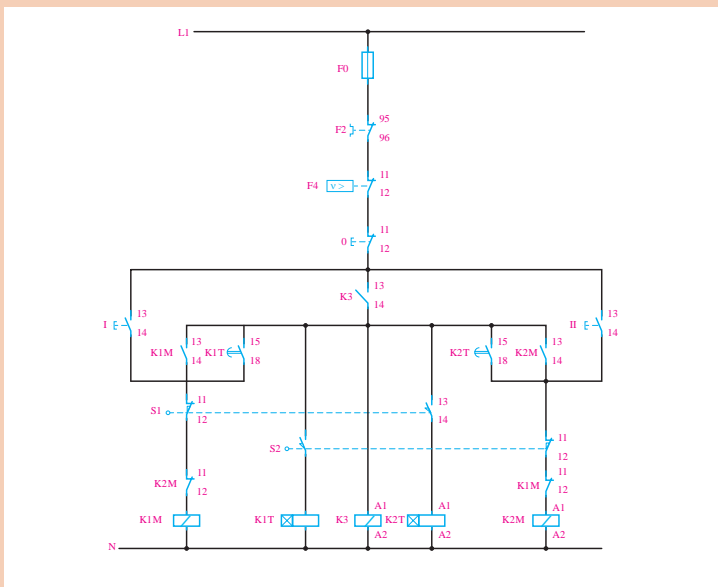 L1
F0
95
F2
96
11
F4 v >
12
11
0
12
13
K3
14
13
I
14
13
II
14
13 15
K1M K1T
14 18
15 13
K2T K2M
18 14
11
S1
12
13
14
S2
11
12
11
K2M
12
11
K1M
12
A1 A1 A1
K1M K1T K3 K2T K2M
A2 A2 A2
N